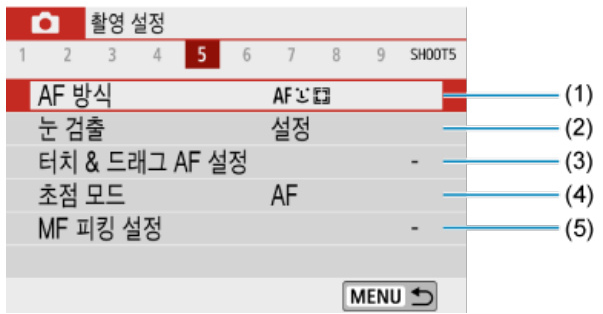 촬영 설정
1 2 3 4 5 6 7 8 9 SHOOT5
AF 방식 AF (1)
눈 검출 설정 (2)
터치 & 드래그 AF 설정 - (3)
초점 모드 AF (4)
MF 피킹 설정 - (5)
MENU